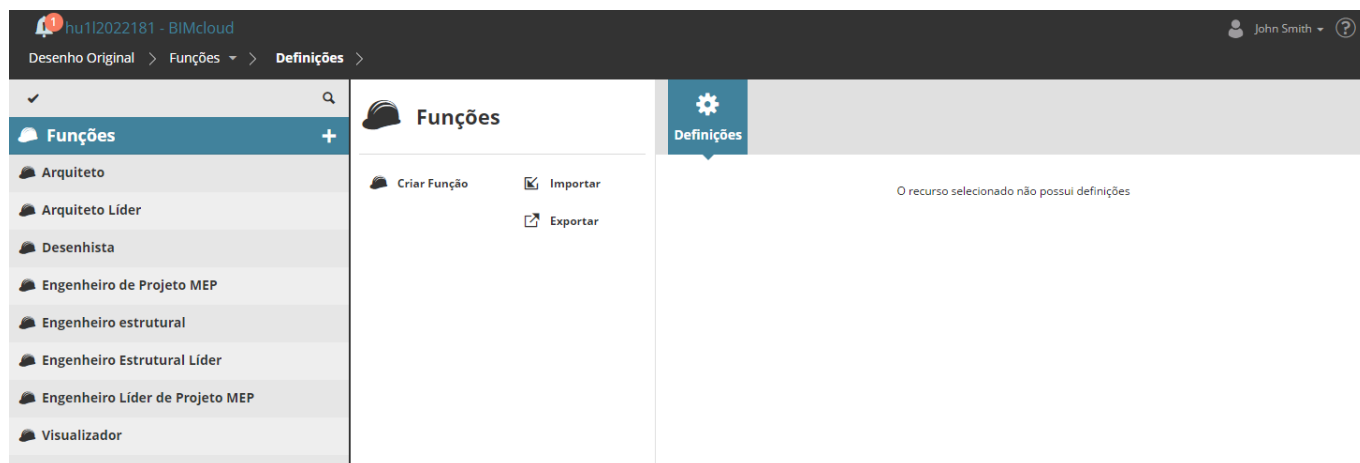 1
hu1l2022181 - BIMcloud
John Smith
?
Desenho Original > Funções > Definições >
Funções +
Arquiteto
Arquiteto Líder
Desenhista
Engenheiro de Projeto MEP
Engenheiro estrutural
Engenheiro Estrutural Líder
Engenheiro Líder de Projeto MEP
Visualizador
Funções
Criar Função
Importar
Exportar
Definições
O recurso selecionado não possui definições